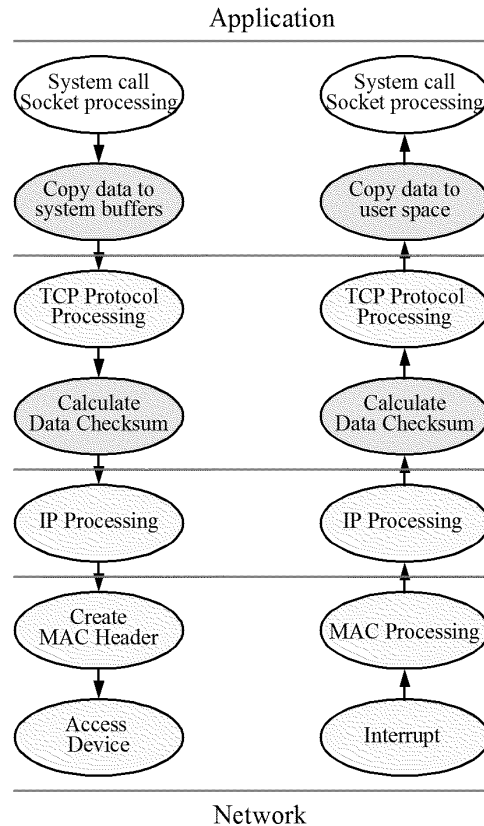 Application
System call
Socket processing
System call
Socket processing
Copy data to
system buffers
Copy data to
user space
TCP Protocol
Processing
TCP Protocol
Processing
Calculate
Data Checksum
Calculate
Data Checksum
IP Processing
IP Processing
Create
MAC Header
MAC Processing
Access
Device
Interrupt
Network